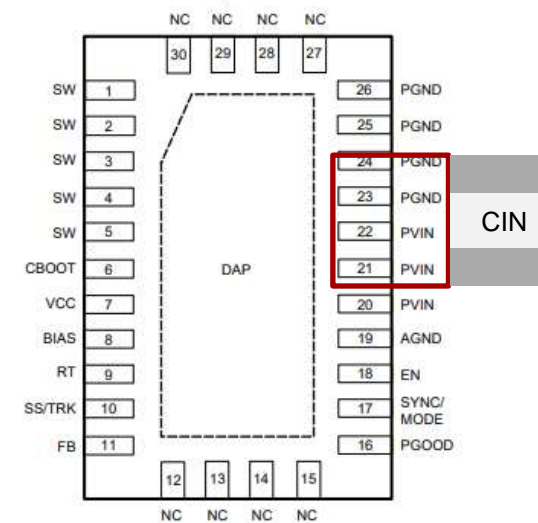 NC NC NC NC
30 29 28 27
SW 1 26 PGND
SW 2 25 PGND
SW 3 24 PGND
SW 4 23 PGND
CIN
SW 5 22 PVIN
CBOOT 6 DAP 21 PVIN
VCC 7 20 PVIN
BIAS 8 19 AGND
RT 9 18 EN
SS/TRK 10 17 SYNC/
MODE
FB 11 16 PGOOD
12 13 14 15
NC NC NC NC